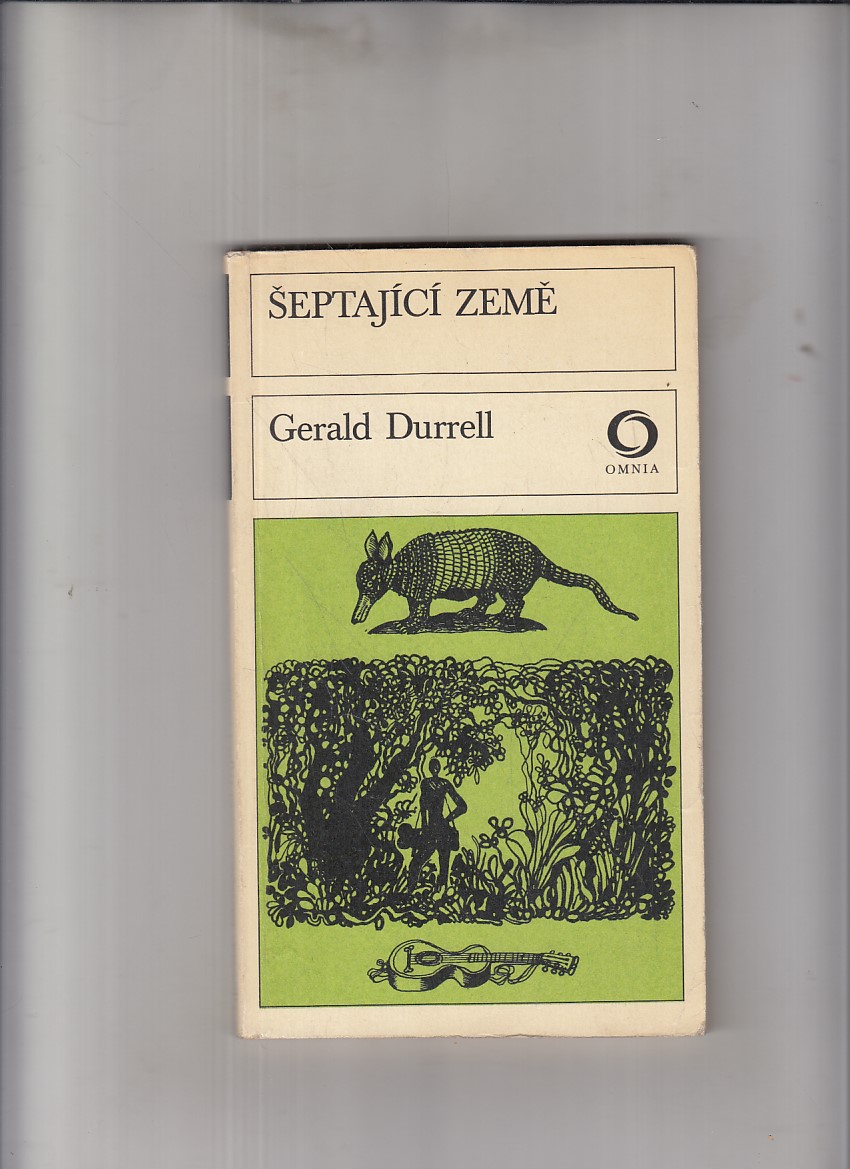 ŠEPTAJÍCÍ ZEMĚ
Gerald Durrell
OMNIA